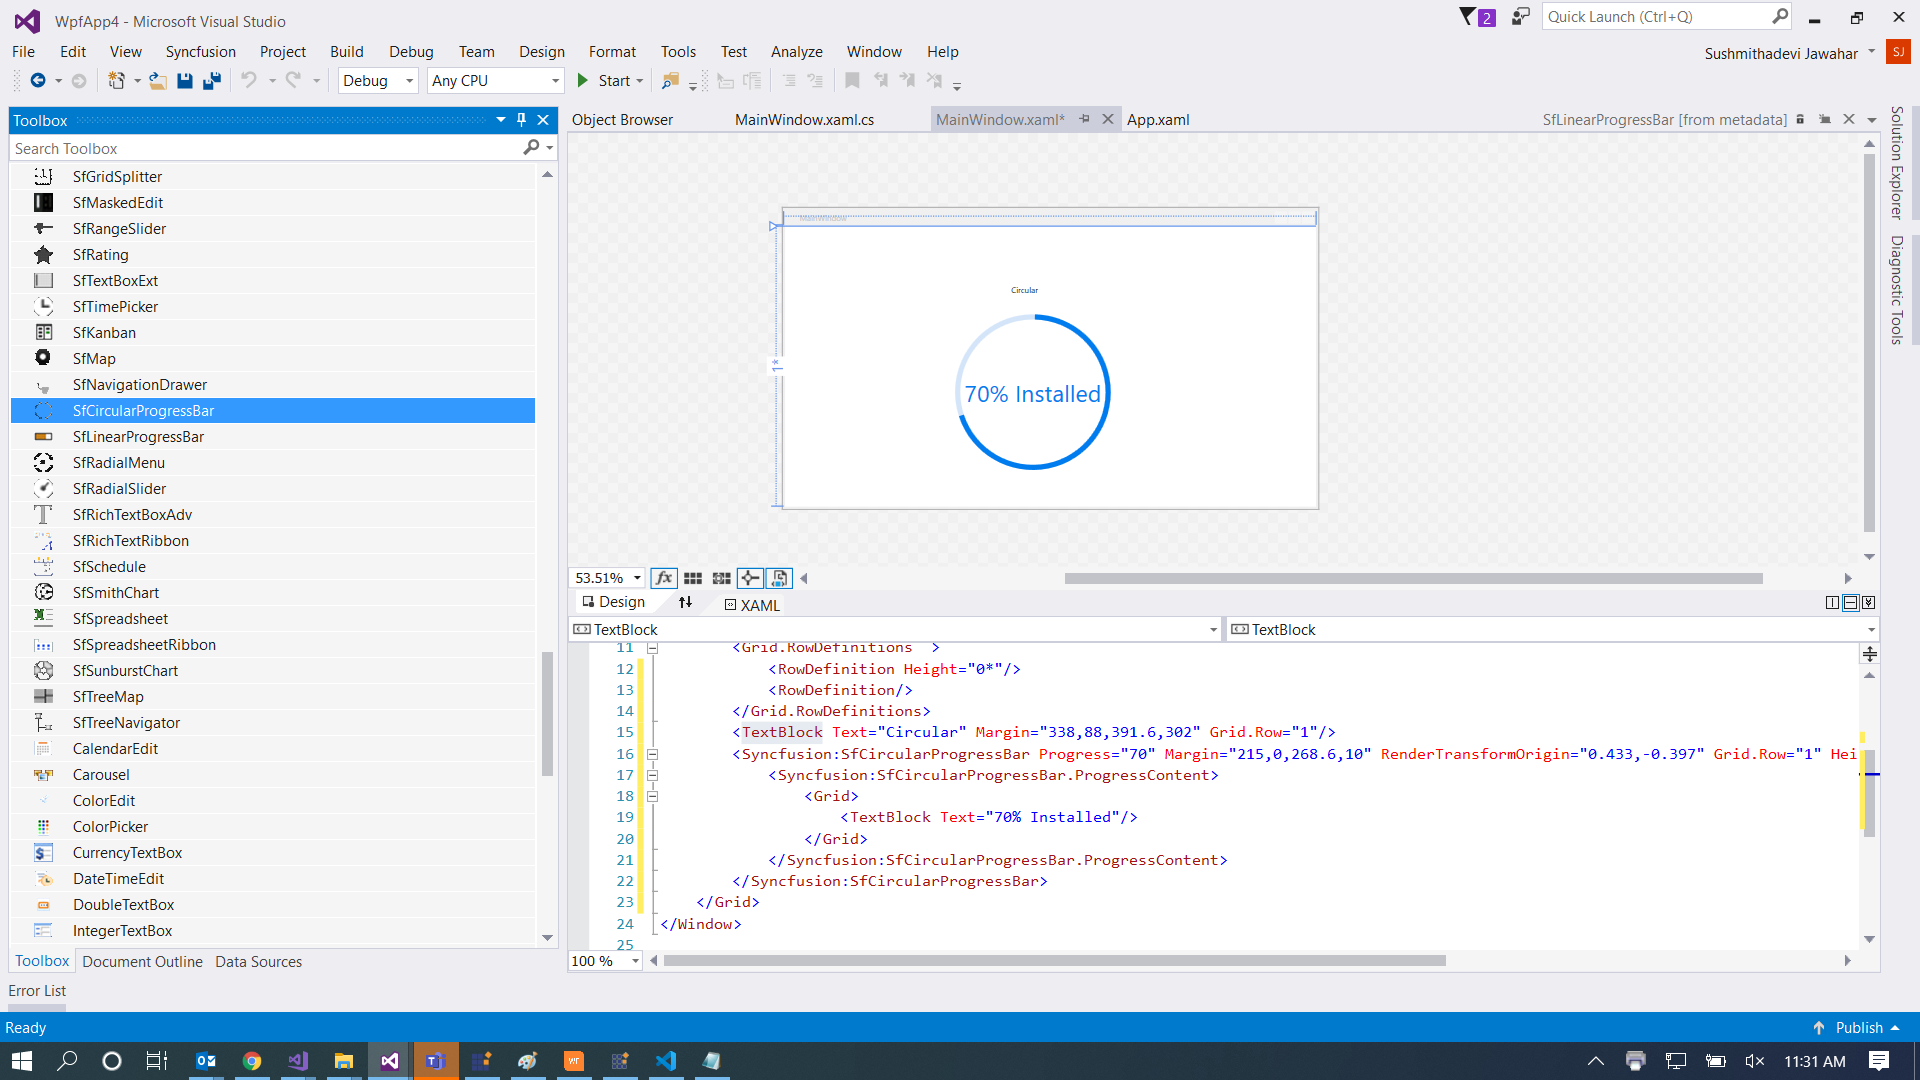 WpfApp4 - Microsoft Visual Studio
2
Quick Launch (Ctrl+Q)
File Edit View Syncfusion Project Build Debug Team Design Format Tools Test Analyze Window Help
Sushmithadevi Jawahar SJ
Debug Any CPU Start
Toolbox
Search Toolbox
SfGridSplitter
SfMaskedEdit
SfRangeSlider
SfRating
SfTextBoxExt
SfTimePicker
SfKanban
SfMap
SfNavigationDrawer
SfCircularProgressBar
SfLinearProgressBar
SfRadialMenu
SfRadialSlider
SfRichTextBoxAdv
SfRichTextRibbon
SfSchedule
SfSmithChart
SfSpreadsheet
SfSpreadsheetRibbon
SfSunburstChart
SfTreeMap
SfTreeNavigator
CalendarEdit
Carousel
ColorEdit
ColorPicker
CurrencyTextBox
DateTimeEdit
DoubleTextBox
IntegerTextBox
Toolbox Document Outline Data Sources
Object Browser MainWindow.xaml.cs MainWindow.xaml* App.xaml SfLinearProgressBar [from metadata]
MainWindow
Circular
1*
70% Installed
53.51% fx
Design XAML
TextBlock TextBlock
11 <Grid.RowDefinitions >
12 <RowDefinition Height="0*"/>
13 <RowDefinition/>
14 </Grid.RowDefinitions>
15 <TextBlock Text="Circular" Margin="338,88,391.6,302" Grid.Row="1"/>
16 <Syncfusion:SfCircularProgressBar Progress="70" Margin="215,0,268.6,10" RenderTransformOrigin="0.433,-0.397" Grid.Row="1" Hei
17 <Syncfusion:SfCircularProgressBar.ProgressContent>
18 <Grid>
19 <TextBlock Text="70% Installed"/>
20 </Grid>
21 </Syncfusion:SfCircularProgressBar.ProgressContent>
22 </Syncfusion:SfCircularProgressBar>
23 </Grid>
24 </Window>
25
100 %
Solution Explorer
Diagnostic Tools
Error List
Ready
Publish
11:31 AM